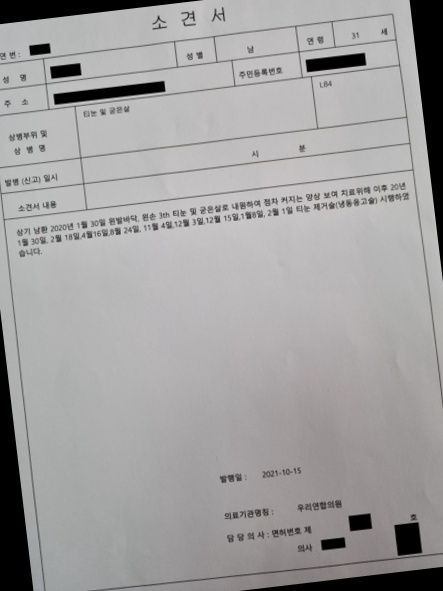 소 견 서
연 번 :
성 명
성 별
남
연 령
31
세
주 소
주민등록번호
상병부위 및
상 병 명
티눈 및 굳은살
L84
발병 (신고) 일시
시
분
소견서 내용
상기 남환 2020년 1월 30일 왼발바닥, 왼손 3th 티눈 및 굳은살로 내원하여 점차 커지는 양상 보여 치료위해 이후 20년
1월 30일, 2월 18일,4월16일,8월 24일, 11월 4일,12월 3일,12월 15일,1월8일, 2월 1일 티눈 제거술(냉동응고술) 시행하였
습니다.
발행일 : 2021-10-15
의료기관명칭 : 우리연합의원
담 당 의 사 : 면허번호 제
호
의사